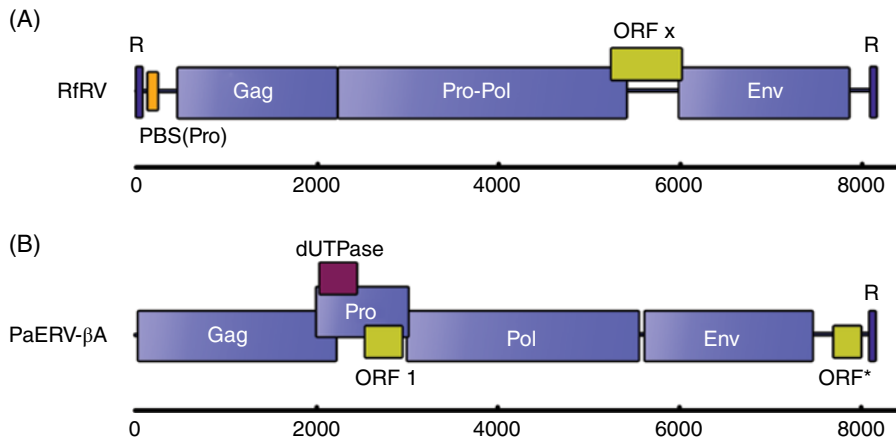 (A)
ORF x
R
R
RfRV
Gag
Pro-Pol
Env
PBS(Pro)
0 2000 4000 6000 8000
(B)
dUTPase
R
PaERV-βA
Gag
Pro
Pol
Env
ORF 1
ORF*
0 2000 4000 6000 8000